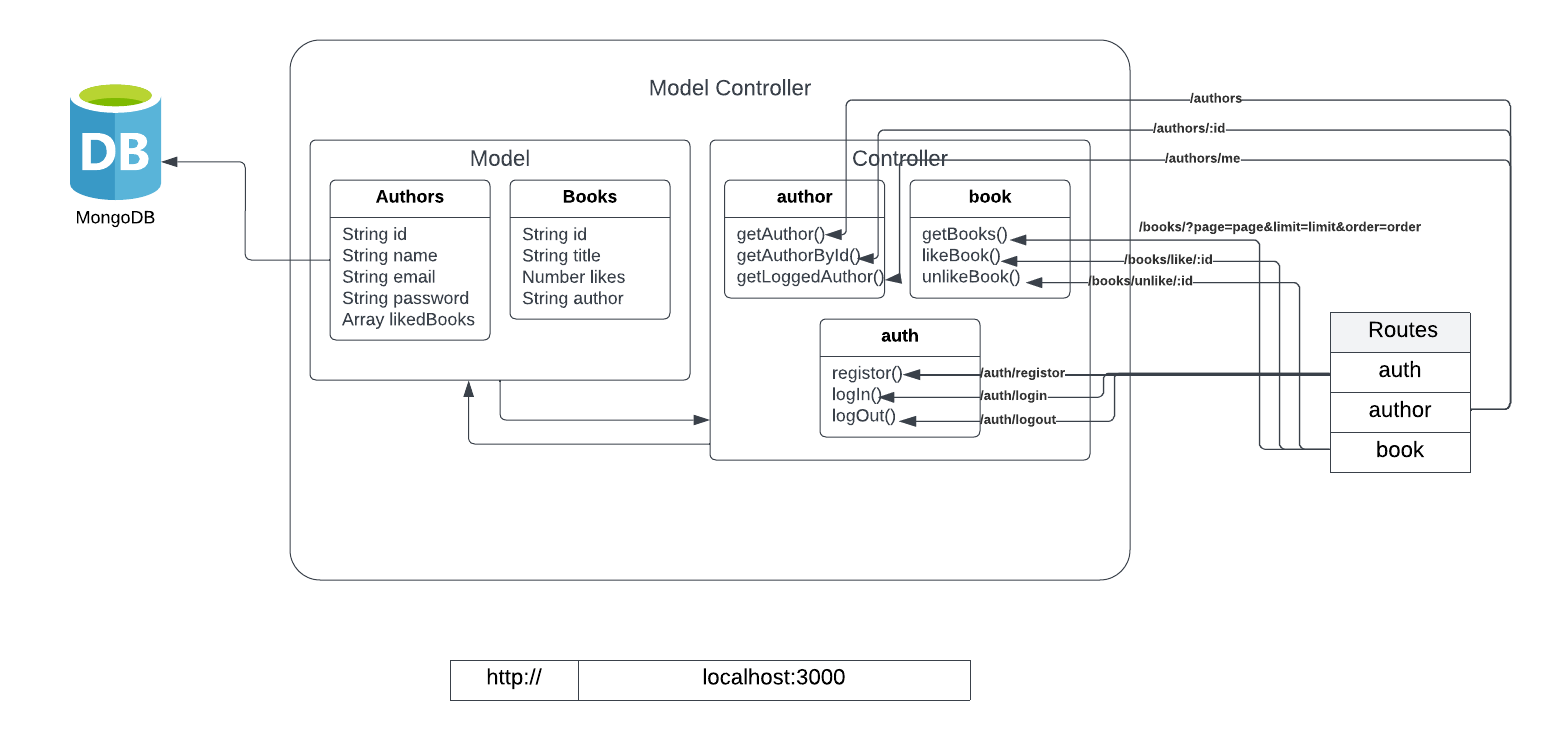 Model Controller
DB
MongoDB
Model
Authors
String id
String name
String email
String password
Array likedBooks
Books
String id
String title
Number likes
String author
Controller
author
getAuthor()
getAuthorById()
getLoggedAuthor()
book
getBooks()
likeBook()
unlikeBook()
auth
registor()
logIn()
logOut()
/authors
/authors/:id
/authors/me
/books/?page=page&limit=limit&order=order
/books/like/:id
/books/unlike/:id
/auth/registor
/auth/login
/auth/logout
Routes
auth
author
book
http://
localhost:3000